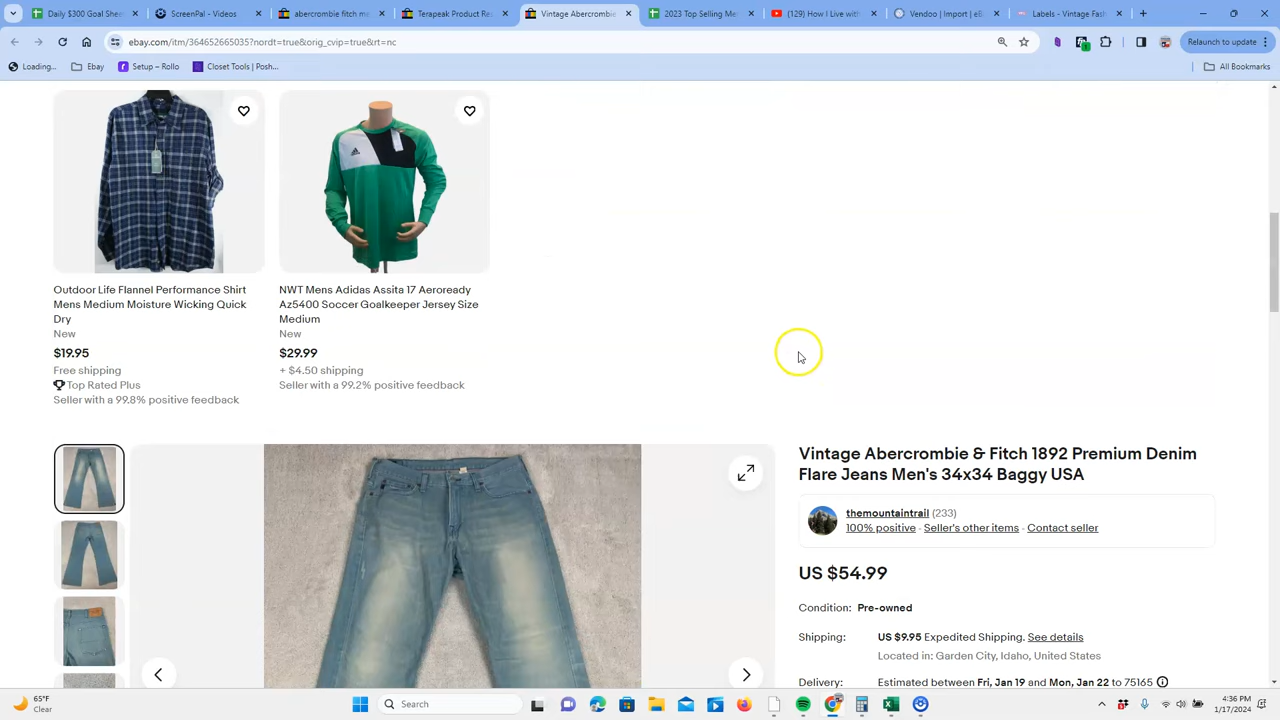 Daily $300 Goal Sheet
ScreenPal - Videos
abercrombie fitch me
Terapeak Product Re
Vintage Abercrombie
2023 Top Selling Me
(129) How I Live with
Vendoo | Import | eB
Labels - Vintage Fash
ebay.com/itm/364652665035?nordt=true&orig_cvip=true&rt=nc
Relaunch to update
Loading...
Ebay
Setup – Rollo
Closet Tools | Posh...
All Bookmarks
Outdoor Life Flannel Performance Shirt
Mens Medium Moisture Wicking Quick
Dry
New
$19.95
Free shipping
Top Rated Plus
Seller with a 99.8% positive feedback
NWT Mens Adidas Assita 17 Aeroready
Az5400 Soccer Goalkeeper Jersey Size
Medium
New
$29.99
+ $4.50 shipping
Seller with a 99.2% positive feedback
Vintage Abercrombie & Fitch 1892 Premium Denim
Flare Jeans Men's 34x34 Baggy USA
themountaintrail (233)
100% positive · Seller's other items · Contact seller
US $54.99
Condition: Pre-owned
Shipping: US $9.95 Expedited Shipping. See details
Located in: Garden City, Idaho, United States
Delivery: Estimated between Fri, Jan 19 and Mon, Jan 22 to 75165
65°F
Clear
Search
4:36 PM
1/17/2024